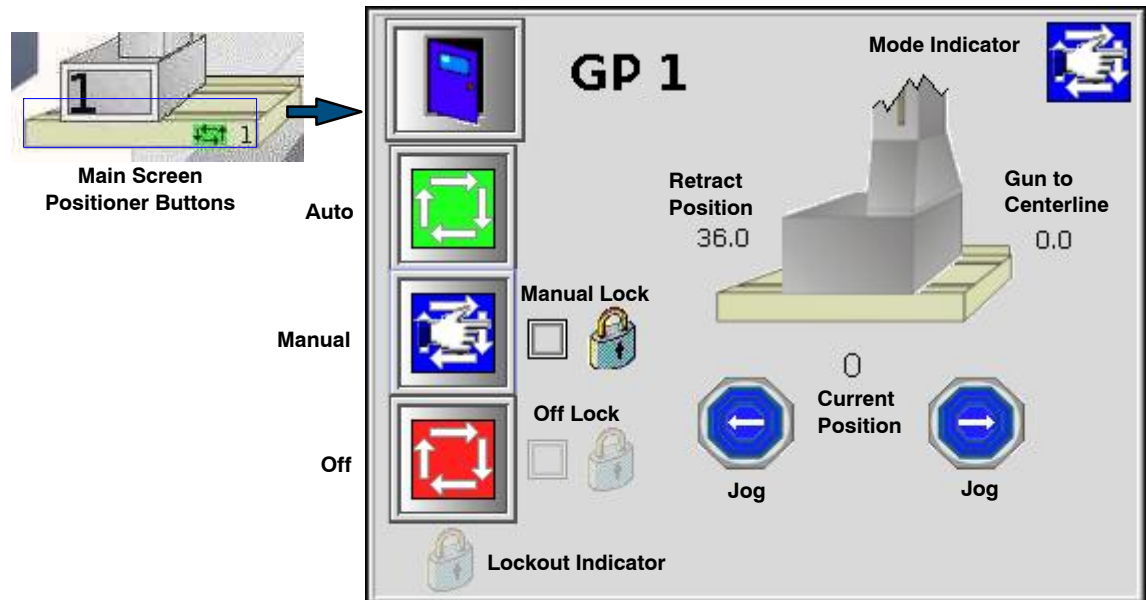 1
1
Main Screen
Positioner Buttons
GP 1
Mode Indicator
Auto
Retract
Position
36.0
Gun to
Centerline
0.0
Manual Lock
Manual
0
Current
Position
Off Lock
Off
Jog
Jog
Lockout Indicator